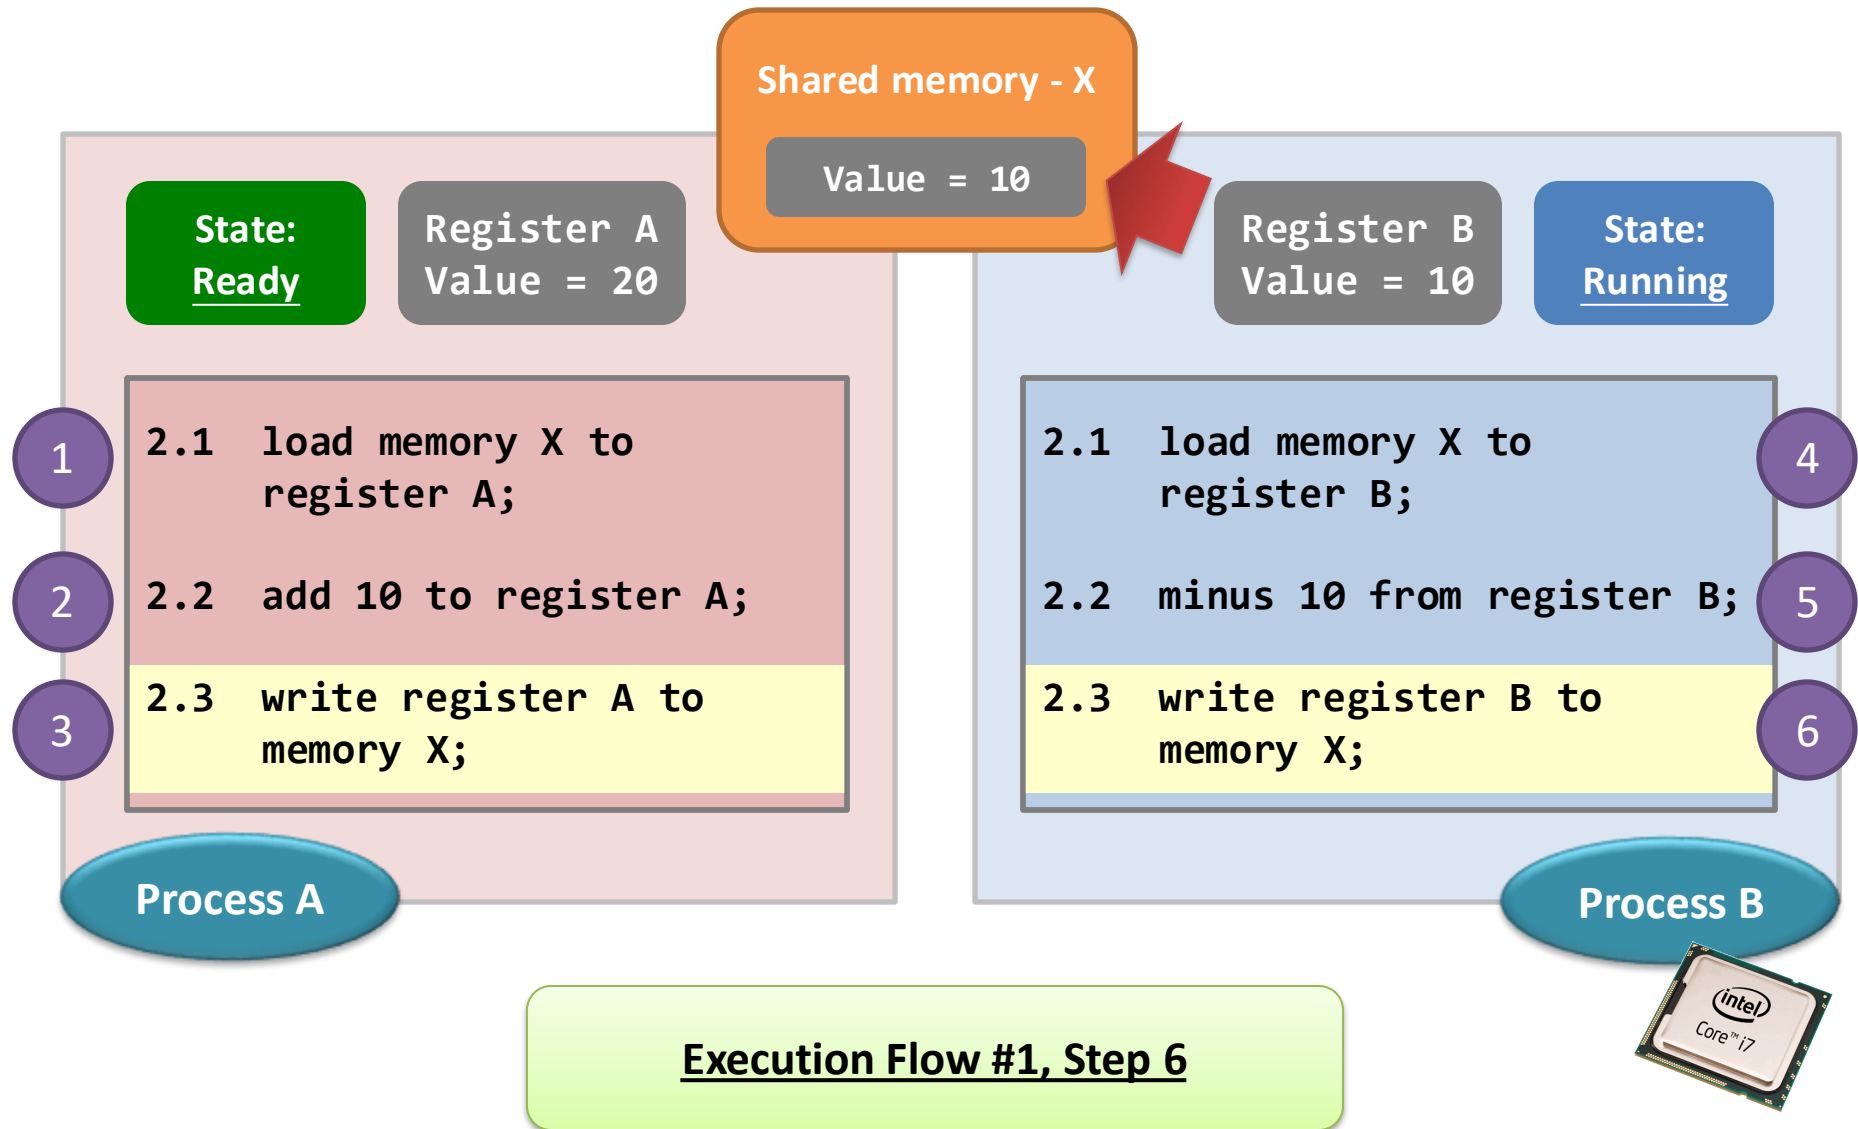 Shared memory - X
Value = 10
State:
Ready
Register A
Value = 20
Register B
Value = 10
State:
Running
1
2.1 load memory X to
register A;
2
2.2 add 10 to register A;
3
2.3 write register A to
memory X;
2.1 load memory X to
register B;
4
2.2 minus 10 from register B;
5
2.3 write register B to
memory X;
6
Process A
Process B
Execution Flow #1, Step 6
intel
Core™ i7